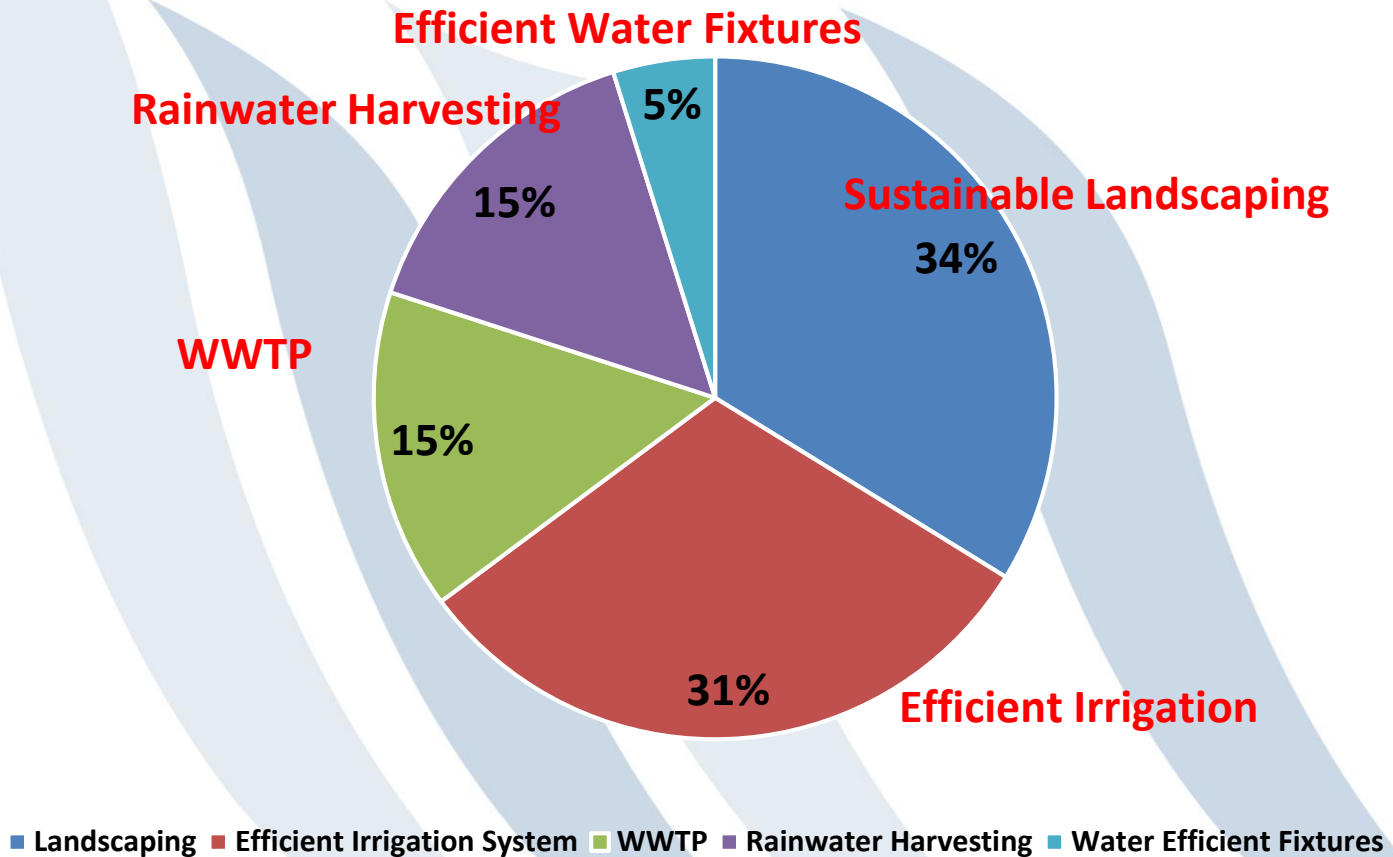 Efficient Water Fixtures
5%
Rainwater Harvesting
15%
Sustainable Landscaping
34%
WWTP
15%
31%
Efficient Irrigation
Landscaping Efficient Irrigation System WWTP Rainwater Harvesting Water Efficient Fixtures